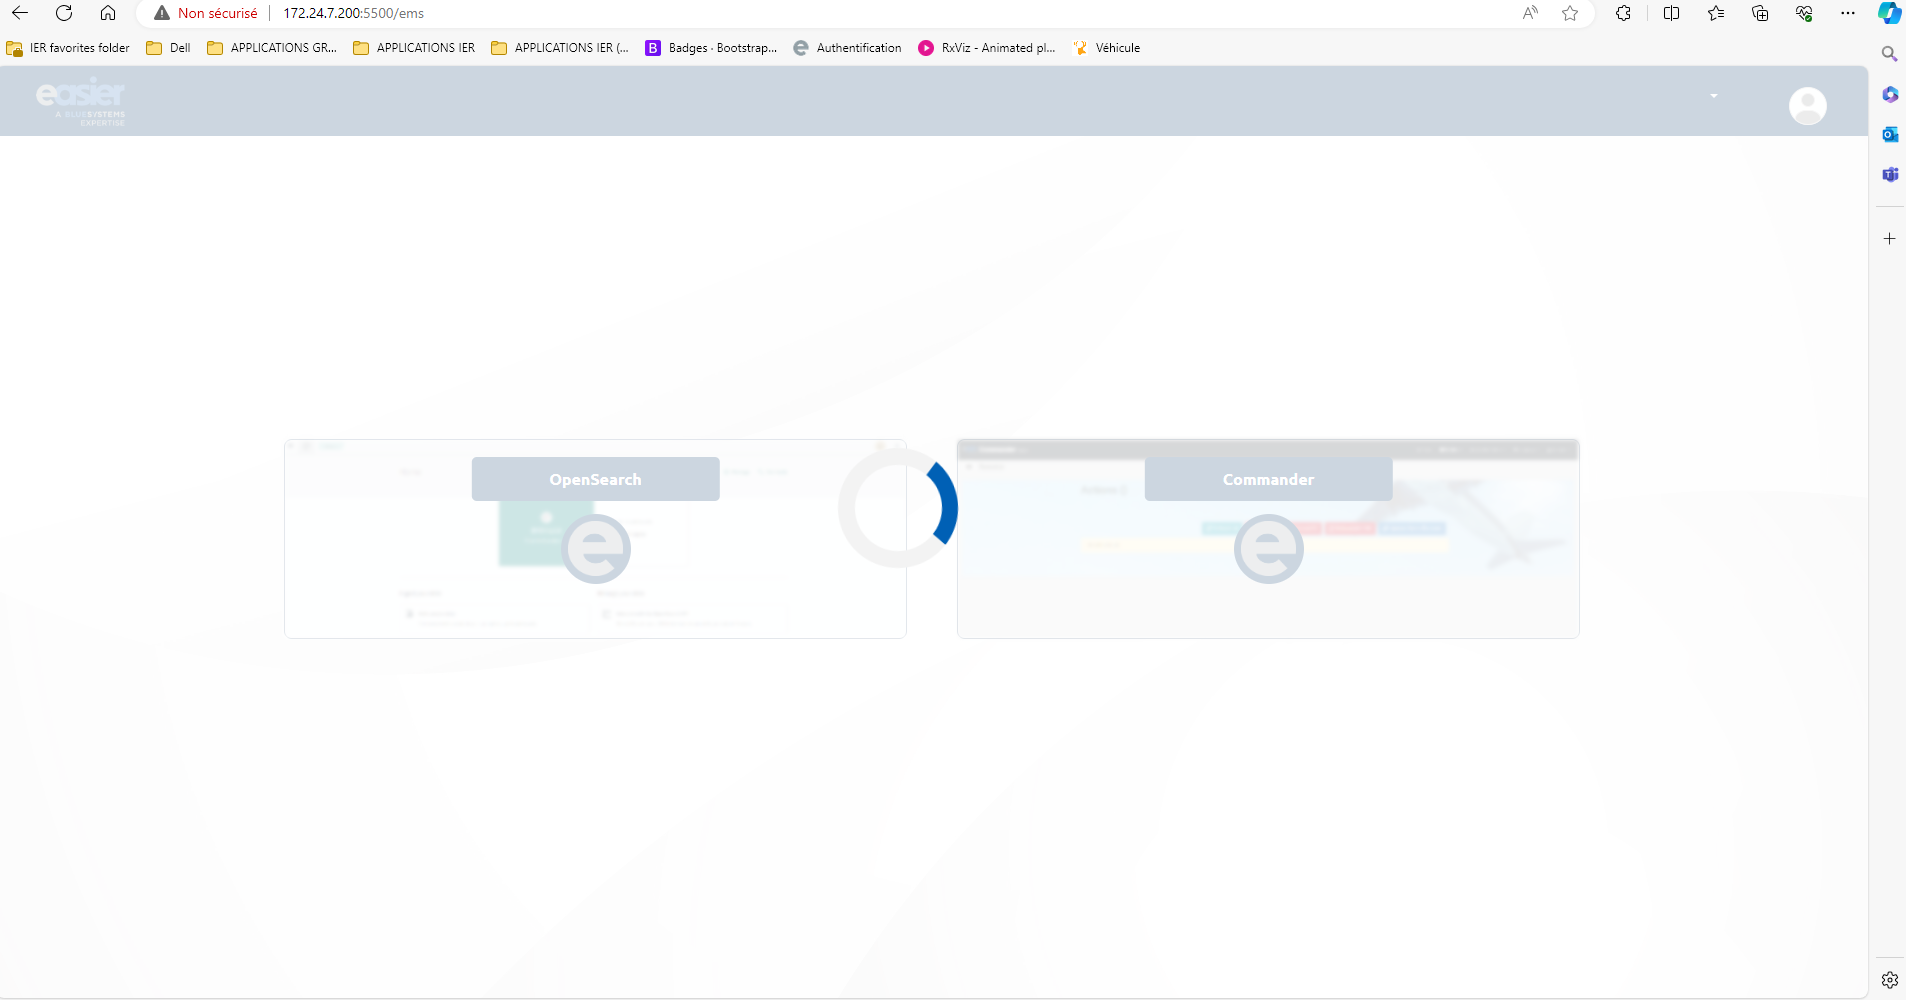 Non sécurisé
172.24.7.200:5500/ems
IER favorites folder
Dell
APPLICATIONS GR...
APPLICATIONS IER
APPLICATIONS IER (...
B Badges · Bootstrap...
Authentification
RxViz - Animated pl...
Véhicule
easier
A BLUESYSTEMS
EXPERTISE
OpenSearch
Commander